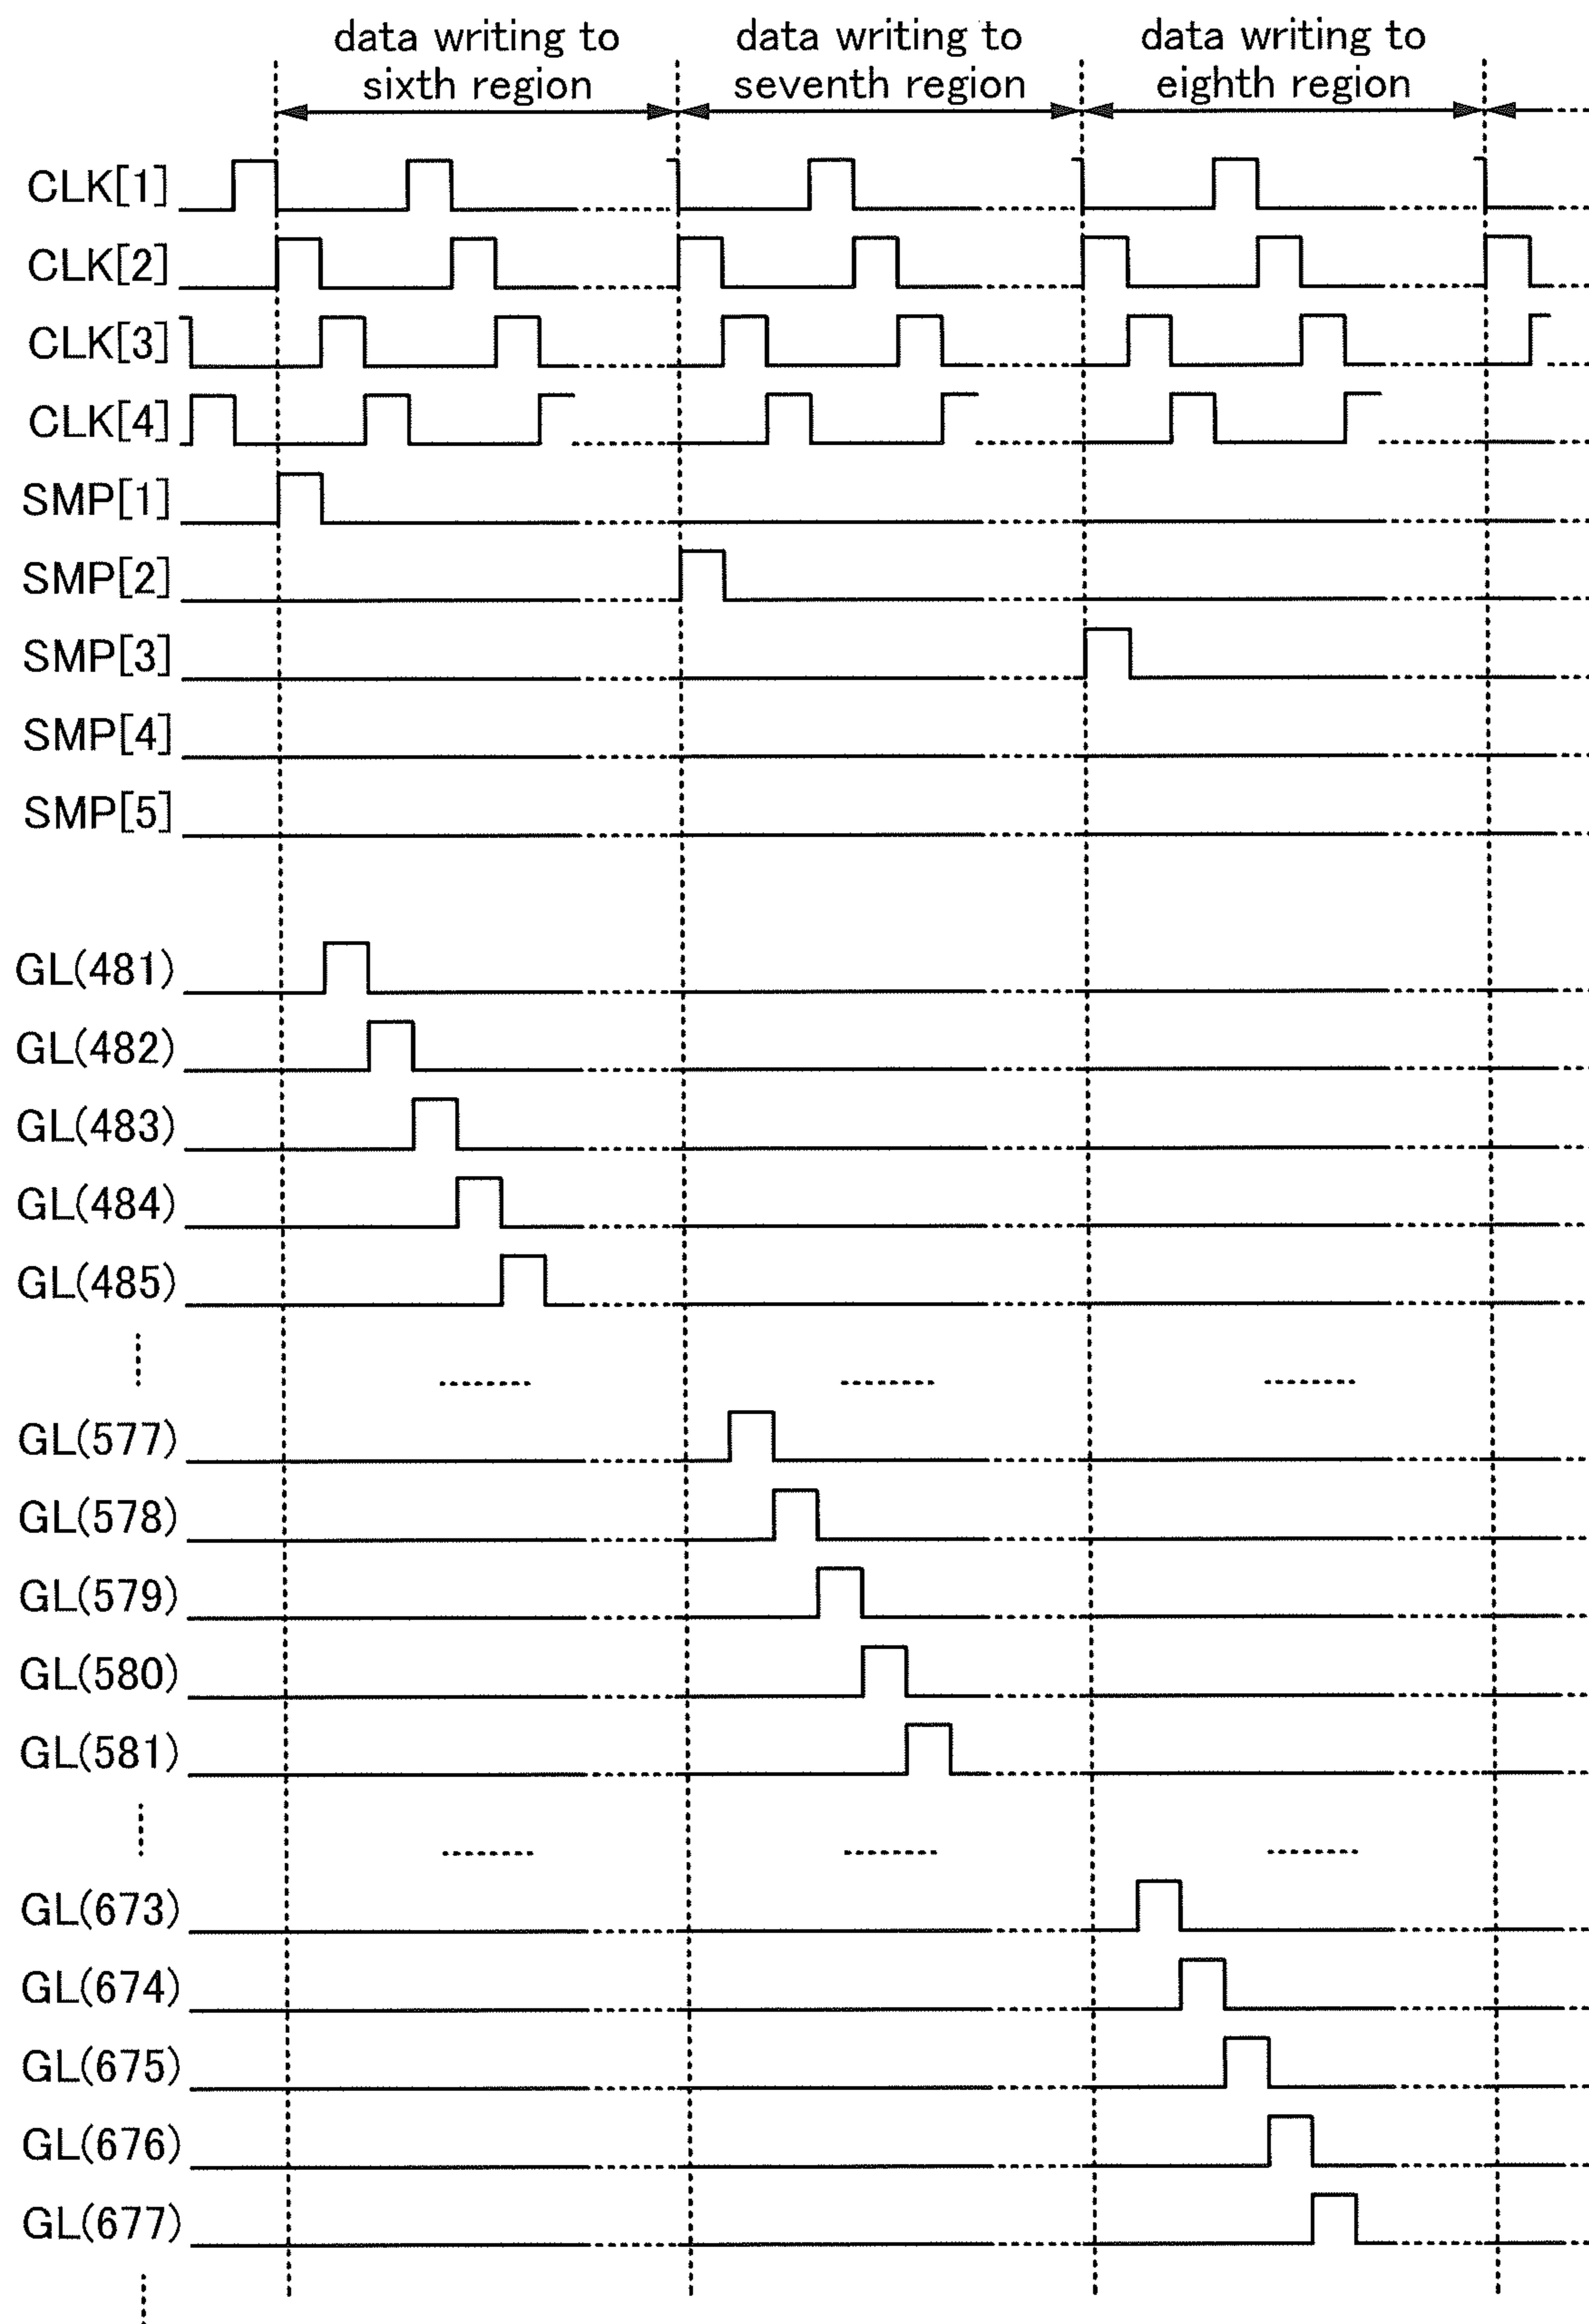 data writing to
sixth region
data writing to
seventh region
data writing to
eighth region
CLK[1]
CLK[2]
CLK[3]
CLK[4]
SMP[1]
SMP[2]
SMP[3]
SMP[4]
SMP[5]
GL(481)
GL(482)
GL(483)
GL(484)
GL(485)
GL(577)
GL(578)
GL(579)
GL(580)
GL(581)
GL(673)
GL(674)
GL(675)
GL(676)
GL(677)